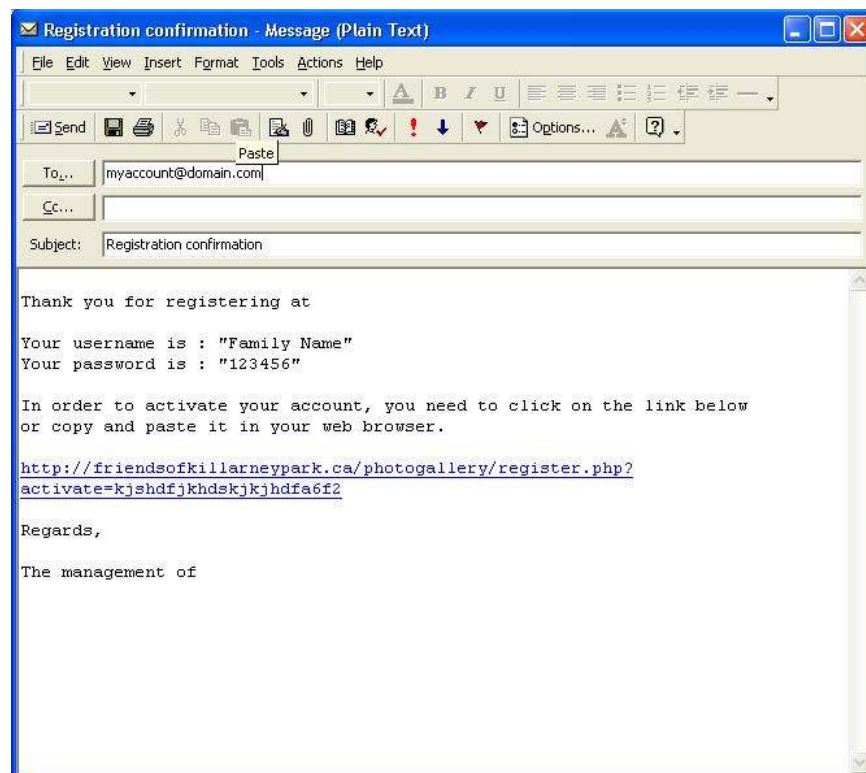 Registration confirmation - Message (Plain Text)
File Edit View Insert Format Tools Actions Help
A B I U
Send Options...
Paste
To... myaccount@domain.com
Cc...
Subject: Registration confirmation
Thank you for registering at
Your username is : "Family Name"
Your password is : "123456"
In order to activate your account, you need to click on the link below
or copy and paste it in your web browser.
http://friendsofkillarneypark.ca/photogallery/register.php?
activate=kjshdfjkhdskjkjhdfa6f2
Regards,
The management of